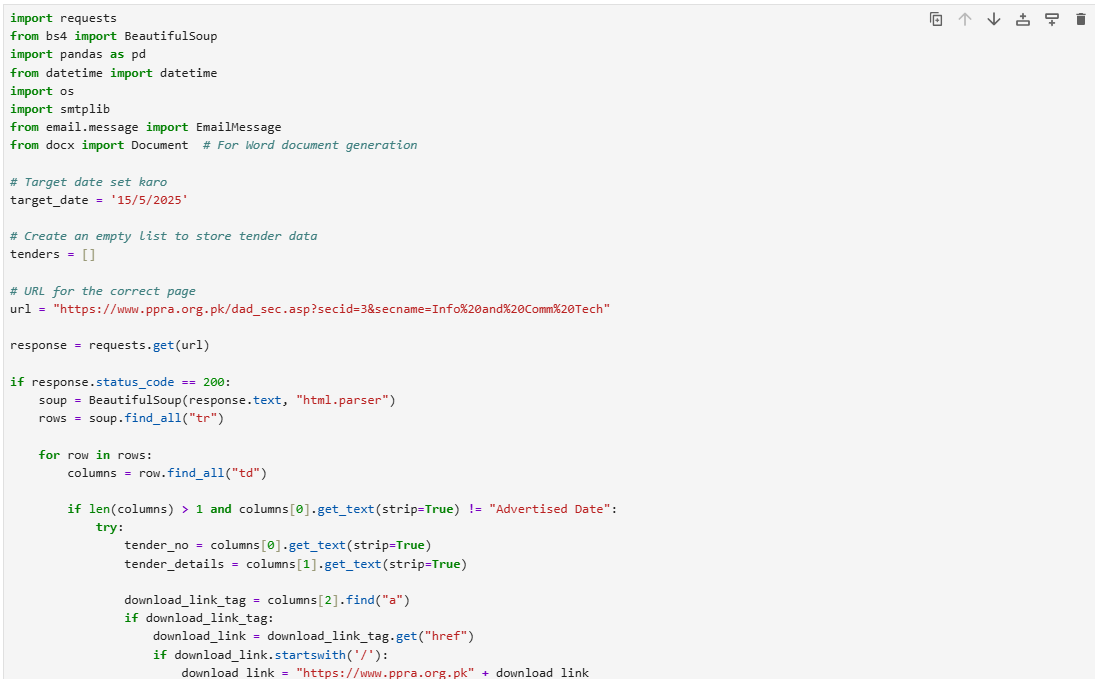 import requests
from bs4 import BeautifulSoup
import pandas as pd
from datetime import datetime
import os
import smtplib
from email.message import EmailMessage
from docx import Document  # For Word document generation

# Target date set karo
target_date = '15/5/2025'

# Create an empty list to store tender data
tenders = []

# URL for the correct page
url = "https://www.ppra.org.pk/dad_sec.asp?secid=3&secname=Info%20and%20Comm%20Tech"

response = requests.get(url)

if response.status_code == 200:
    soup = BeautifulSoup(response.text, "html.parser")
    rows = soup.find_all("tr")

    for row in rows:
        columns = row.find_all("td")

        if len(columns) > 1 and columns[0].get_text(strip=True) != "Advertised Date":
            try:
                tender_no = columns[0].get_text(strip=True)
                tender_details = columns[1].get_text(strip=True)

                download_link_tag = columns[2].find("a")
                if download_link_tag:
                    download_link = download_link_tag.get("href")
                    if download_link.startswith('/'):
                        download_link = "https://www.ppra.org.pk" + download_link